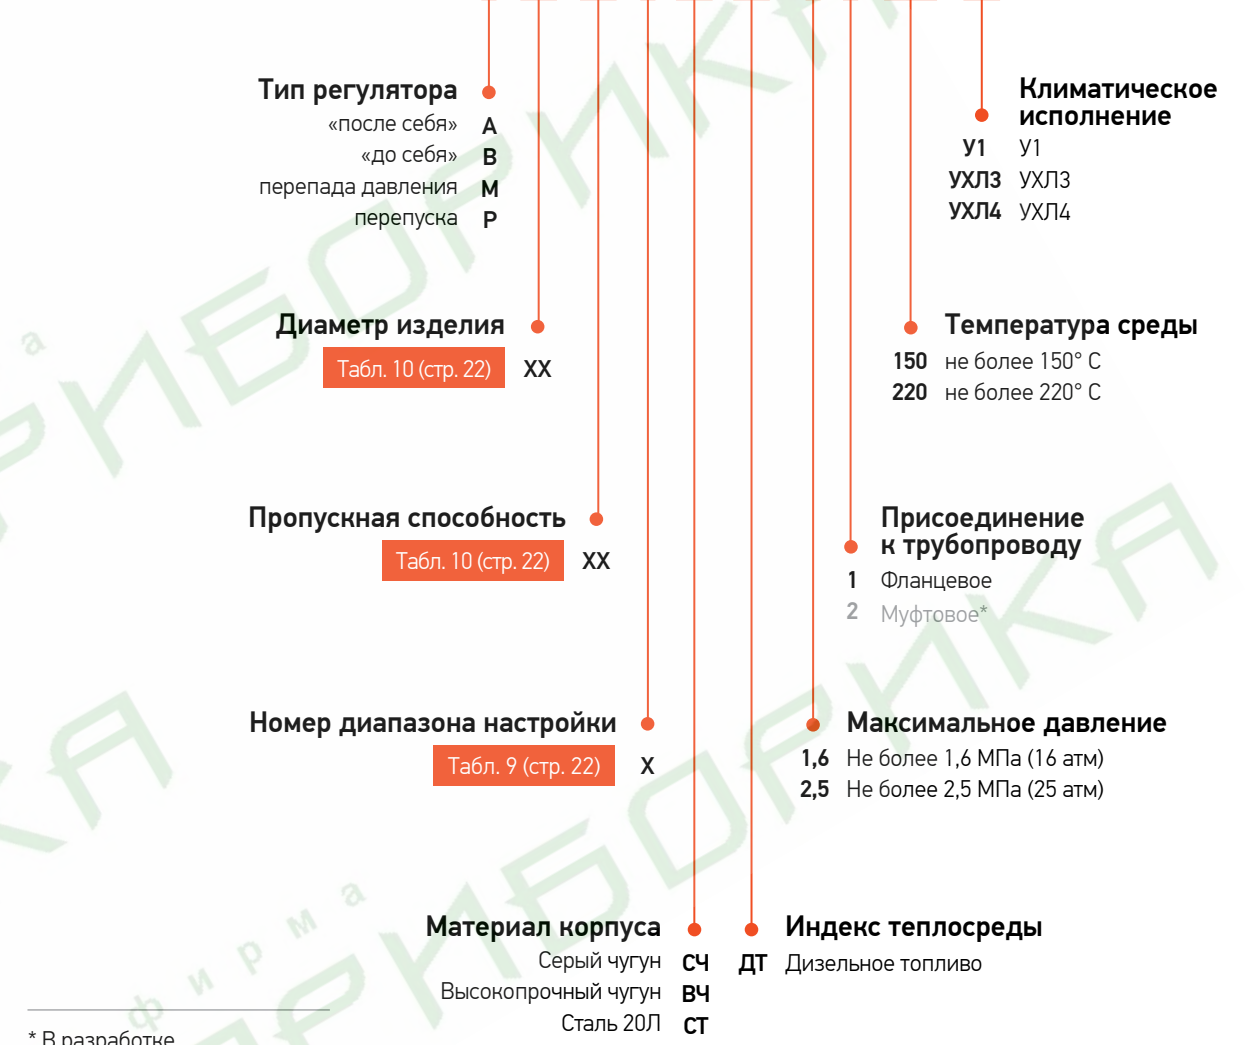 Тип регулятора
«после себя» А
«до себя» В
перепада давления М
перепуска Р
Климатическое
исполнение
У1 У1
УХЛ3 УХЛ3
УХЛ4 УХЛ4
Диаметр изделия
Табл. 10 (стр. 22) ХХ
Температура среды
150 не более 150° С
220 не более 220° С
Пропускная способность
Табл. 10 (стр. 22) ХХ
Присоединение
к трубопроводу
1 Фланцевое
2 Муфтовое*
Номер диапазона настройки
Табл. 9 (стр. 22) Х
Максимальное давление
1,6 Не более 1,6 МПа (16 атм)
2,5 Не более 2,5 МПа (25 атм)
Материал корпуса
Серый чугун СЧ
Высокопрочный чугун ВЧ
Сталь 20Л СТ
Индекс теплосреды
ДТ Дизельное топливо
* В разработке
фирма
ПРИБОРИКА